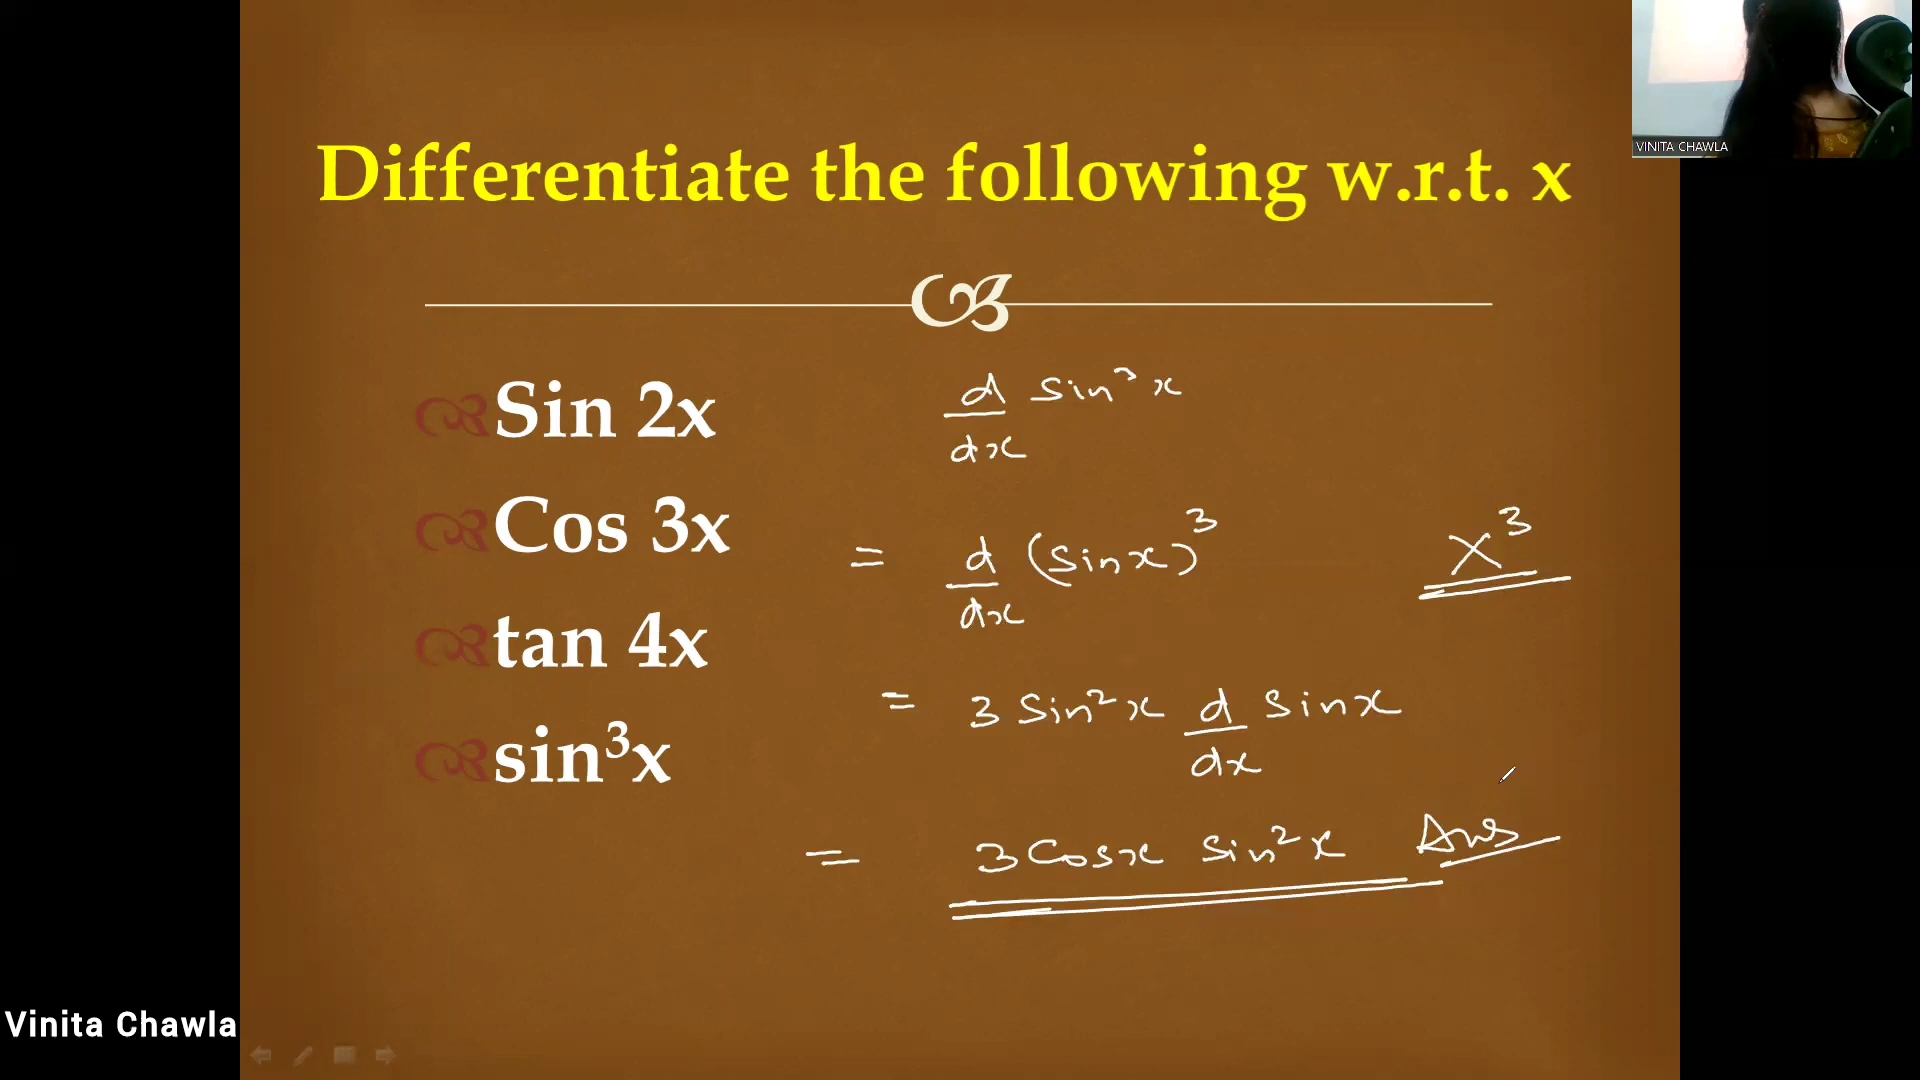 VINITA CHAWLA
Differentiate the following w.r.t. x
Sin 2x
Cos 3x
tan 4x
sin³x
d/dx sin³x
= d/dx (sinx)³
x³
= 3 sin²x d/dx sinx
= 3 Cosx sin²x Ans
Vinita Chawla